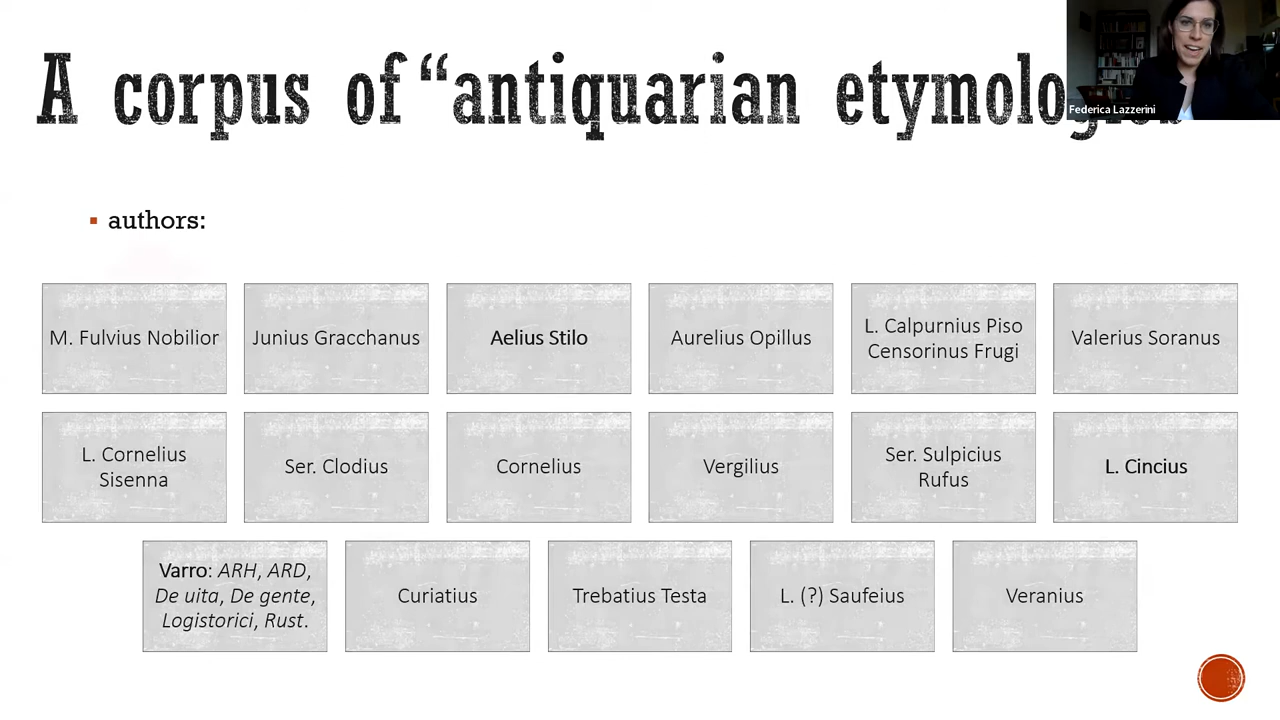 A corpus of “antiquarian
Federica Lazzerini
▪ authors:
M. Fulvius Nobilior
Junius Gracchanus
Aelius Stilo
Aurelius Opillus
L. Calpurnius Piso
Censorinus Frugi
Valerius Soranus
L. Cornelius
Sisenna
Ser. Clodius
Cornelius
Vergilius
Ser. Sulpicius
Rufus
L. Cincius
Varro: ARH, ARD,
De uita, De gente,
Logistorici, Rust.
Curiatius
Trebatius Testa
L. (?) Saufeius
Veranius